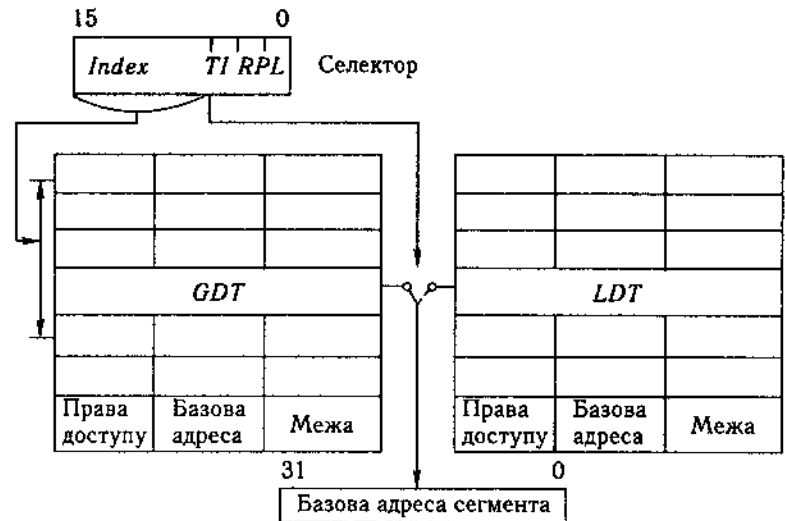 15 0
Index TI RPL
Селектор
GDT
LDT
Права доступу
Базова адреса
Межа
Права доступу
Базова адреса
Межа
31 0
Базова адреса сегмента